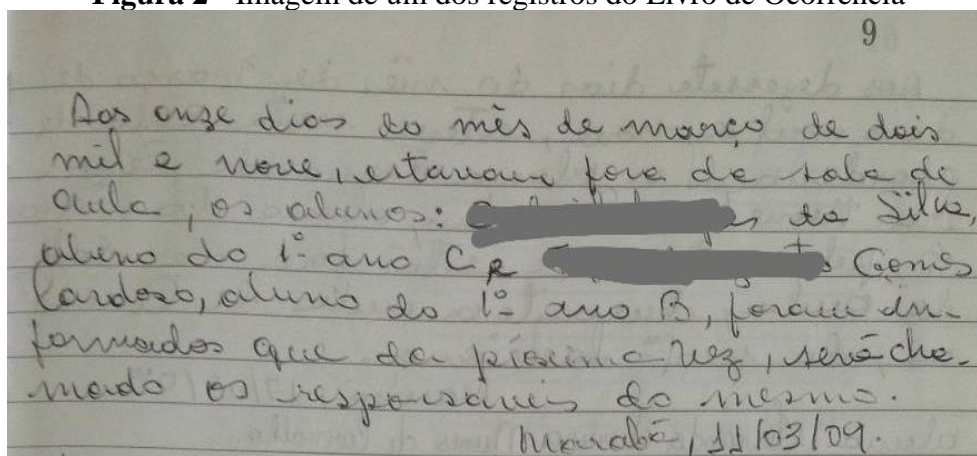 Figura 2 - Imagem de um dos registros do Livro de Ocorrência
9
Aos onze dias do mês de março de dois
mil e nove, estavam fora da sala de
aula, os alunos: da Silva,
aluno do 1º ano C e Gomes
Cardoso, aluno do 1º ano B, foram in-
formados que da próxima vez, será cha-
mado os responsáveis do mesmo.
Marabá, 11/03/09.